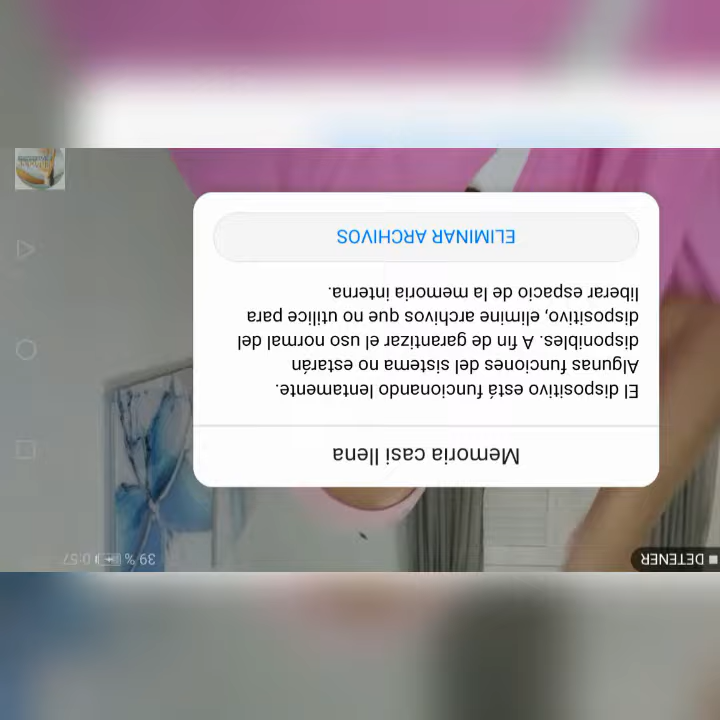 DETENER
39 % 0:57
Memoria casi llena
El dispositivo está funcionando lentamente.
Algunas funciones del sistema no estarán
disponibles. A fin de garantizar el uso normal del
dispositivo, elimine archivos que no utilice para
liberar espacio de la memoria interna.
ELIMINAR ARCHIVOS